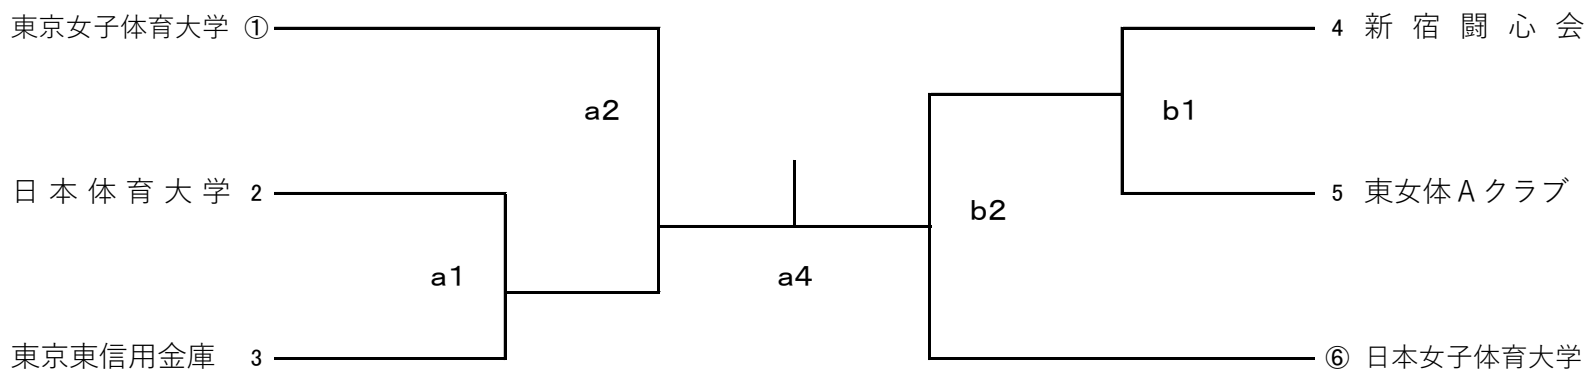 東京女子体育大学 ①
a2
日本体育大学 2
a1
東京東信用金庫 3
a4
4 新宿闘心会
b1
5 東女体Aクラブ
b2
⑥ 日本女子体育大学